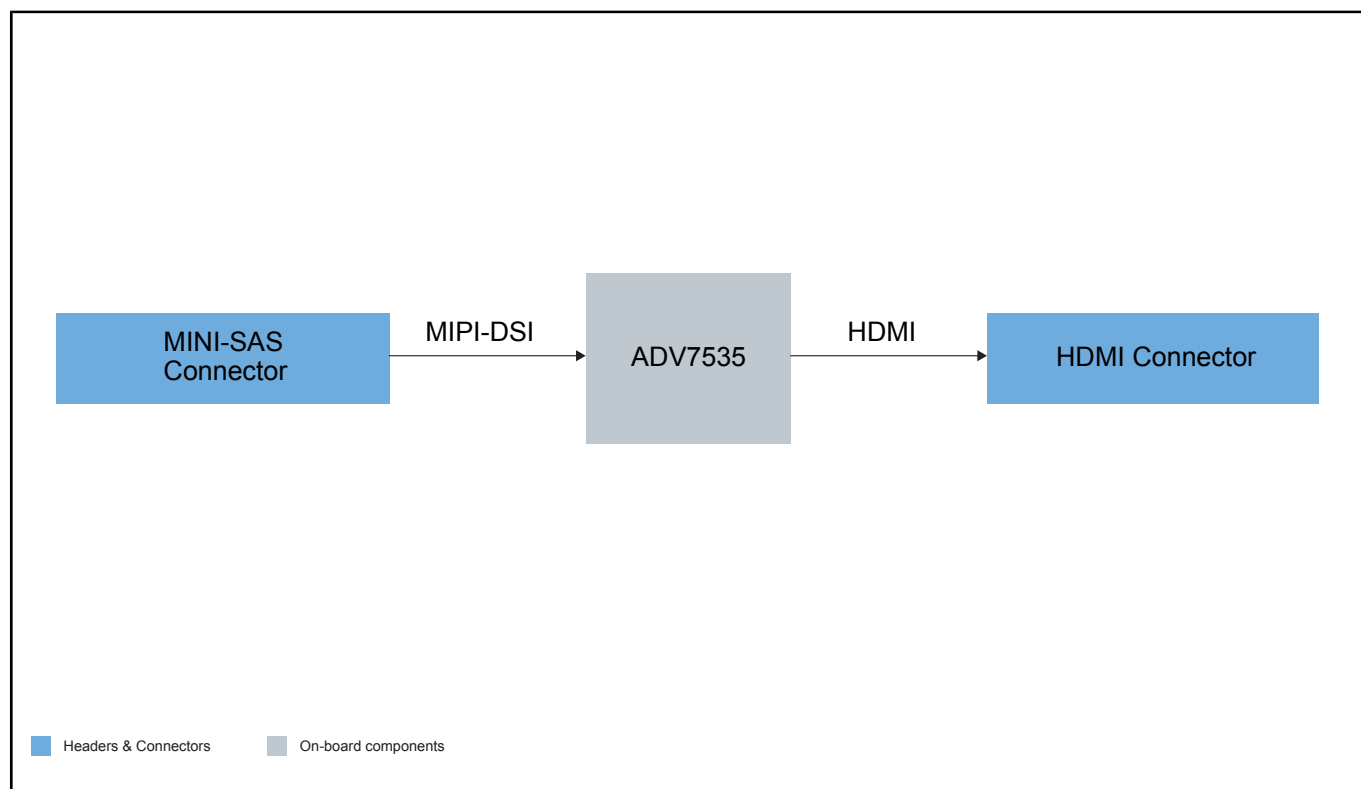 MINI-SAS
Connector
MIPI-DSI
ADV7535
HDMI
HDMI Connector
Headers & Connectors
On-board components